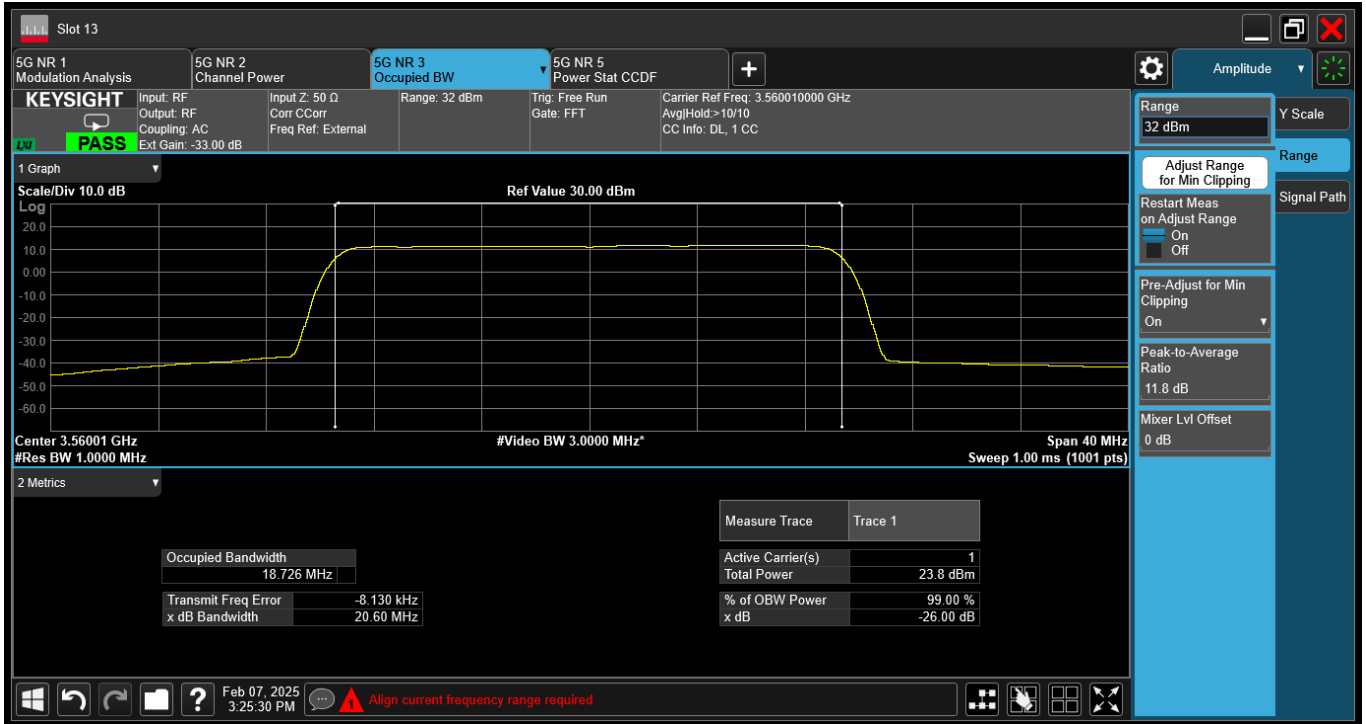 Slot 13
5G NR 1
Modulation Analysis
5G NR 2
Channel Power
5G NR 3
Occupied BW
5G NR 5
Power Stat CCDF
+
Amplitude
KEYSIGHT
LXI
PASS
Input: RF
Output: RF
Coupling: AC
Ext Gain: -33.00 dB
Input Z: 50 Ω
Corr CCorr
Freq Ref: External
Range: 32 dBm
Trig: Free Run
Gate: FFT
Carrier Ref Freq: 3.560010000 GHz
Avg|Hold:>10/10
CC Info: DL, 1 CC
1 Graph
Scale/Div 10.0 dB
Ref Value 30.00 dBm
Log
20.0
10.0
0.00
-10.0
-20.0
-30.0
-40.0
-50.0
-60.0
Center 3.56001 GHz
#Video BW 3.0000 MHz*
Span 40 MHz
#Res BW 1.0000 MHz
Sweep 1.00 ms (1001 pts)
2 Metrics
Measure Trace Trace 1
Occupied Bandwidth
18.726 MHz
Active Carrier(s) 1
Total Power 23.8 dBm
Transmit Freq Error -8.130 kHz
x dB Bandwidth 20.60 MHz
% of OBW Power 99.00 %
x dB -26.00 dB
Range
32 dBm
Adjust Range
for Min Clipping
Restart Meas
on Adjust Range
On
Off
Pre-Adjust for Min
Clipping
On
Peak-to-Average
Ratio
11.8 dB
Mixer Lvl Offset
0 dB
Y Scale
Range
Signal Path
?
Feb 07, 2025
3:25:30 PM
1
Align current frequency range required